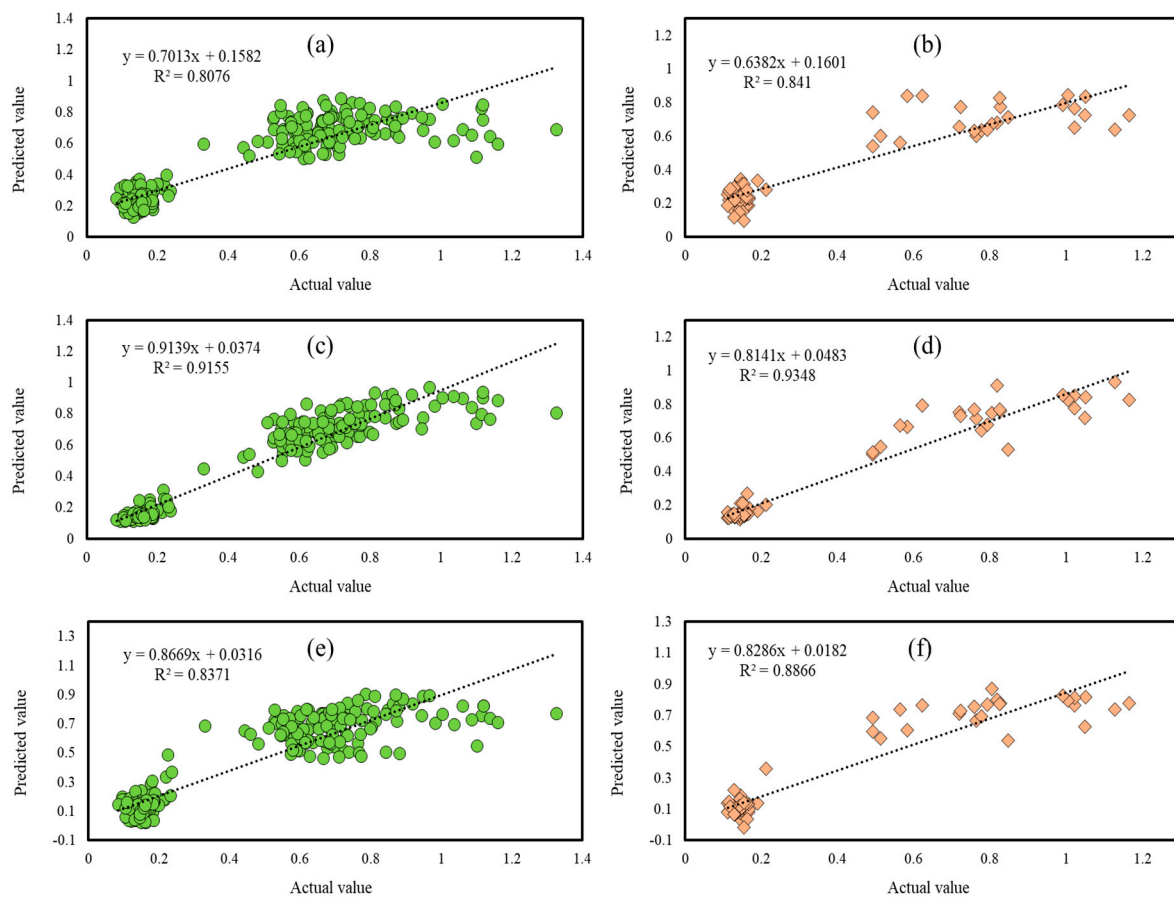 1.4
1.2
1
0.8
0.6
0.4
0.2
0
Predicted value
(a)
y = 0.7013x + 0.1582
R² = 0.8076
0 0.2 0.4 0.6 0.8 1 1.2 1.4
Actual value
1.2
1
0.8
0.6
0.4
0.2
0
Predicted value
(b)
y = 0.6382x + 0.1601
R² = 0.841
0 0.2 0.4 0.6 0.8 1 1.2
Actual value
1.4
1.2
1
0.8
0.6
0.4
0.2
0
Predicted value
(c)
y = 0.9139x + 0.0374
R² = 0.9155
0 0.2 0.4 0.6 0.8 1 1.2 1.4
Actual value
1.2
1
0.8
0.6
0.4
0.2
0
Predicted value
(d)
y = 0.8141x + 0.0483
R² = 0.9348
0 0.2 0.4 0.6 0.8 1 1.2
Actual value
1.3
1.1
0.9
0.7
0.5
0.3
0.1
-0.1
Predicted value
(e)
y = 0.8669x + 0.0316
R² = 0.8371
0 0.2 0.4 0.6 0.8 1 1.2 1.4
Actual value
1.3
1.1
0.9
0.7
0.5
0.3
0.1
-0.1
Predicted value
(f)
y = 0.8286x + 0.0182
R² = 0.8866
0 0.2 0.4 0.6 0.8 1 1.2
Actual value